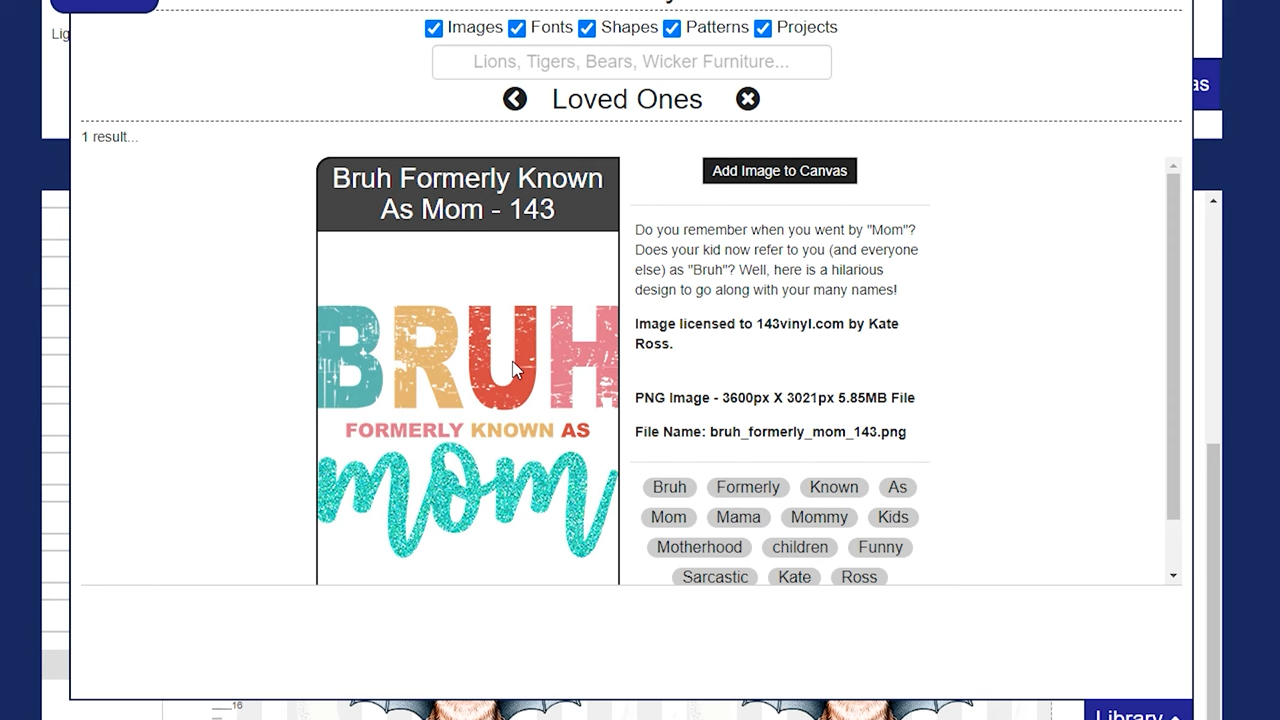 Lig
Images Fonts Shapes Patterns Projects
Lions, Tigers, Bears, Wicker Furniture...
as
Loved Ones
1 result...
Bruh Formerly Known
As Mom - 143
BRUH
FORMERLY KNOWN AS
mom
Add Image to Canvas
Do you remember when you went by "Mom"?
Does your kid now refer to you (and everyone
else) as "Bruh"? Well, here is a hilarious
design to go along with your many names!
Image licensed to 143vinyl.com by Kate
Ross.
PNG Image - 3600px X 3021px 5.85MB File
File Name: bruh_formerly_mom_143.png
Bruh Formerly Known As
Mom Mama Mommy Kids
Motherhood children Funny
Sarcastic Kate Ross
16
Library